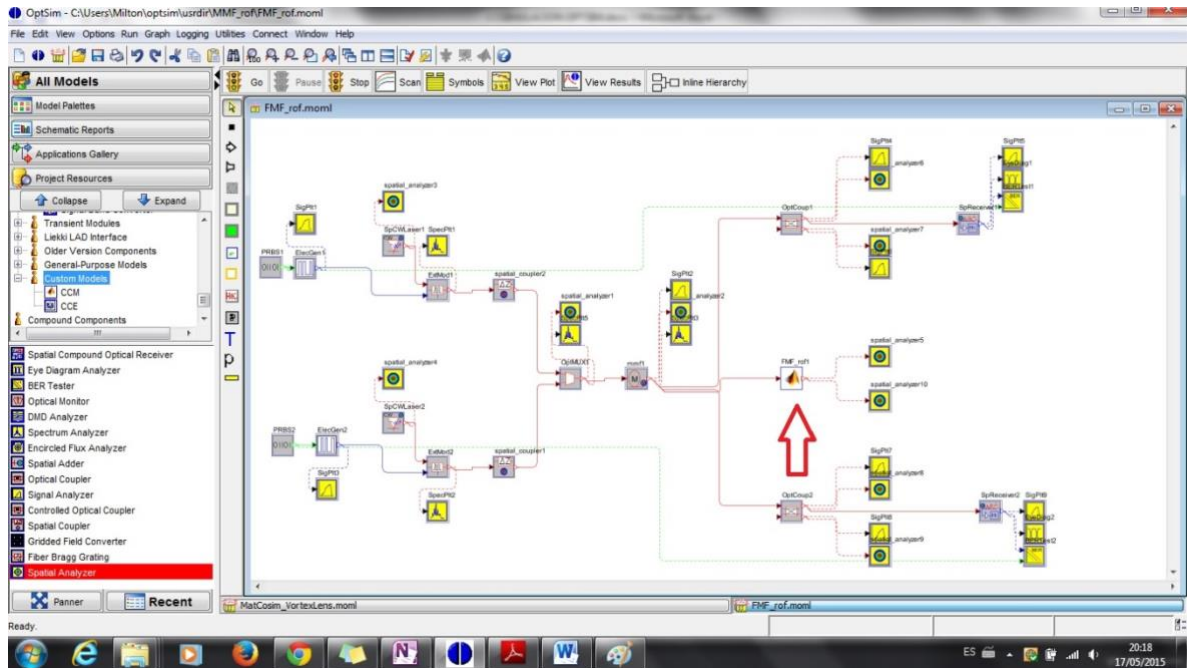 OptSim - C:\Users\Milton\optsim\usrdir\MMF_rof\FMF_rof.moml
File Edit View Options Run Graph Logging Utilities Connect Window Help
All Models
Go Pause Stop Scan Symbols View Plot View Results Inline Hierarchy
Model Palettes
Schematic Reports
Applications Gallery
Project Resources
Collapse Expand
Transient Modules
Liekki LAD Interface
Older Version Components
General-Purpose Models
Custom Models
CCM
CCE
Compound Components
Spatial Compound Optical Receiver
Eye Diagram Analyzer
BER Tester
Optical Monitor
DMD Analyzer
Spectrum Analyzer
Encircled Flux Analyzer
Spatial Adder
Optical Coupler
Signal Analyzer
Controlled Optical Coupler
Spatial Coupler
Gridded Field Converter
Fiber Bragg Grating
Spatial Analyzer
Panner Recent
FMF_rof.moml
SigPlt4
SigPlt5
_analyzer6
spatial_analyzer3
SigPlt1
OptCoup1
SpCWLaser1 SpecPlt1
spatial_analyzer7
PRBS1
ExtMod1
spatial_coupler2
SigPlt2
spatial_analyzer1
_analyzer2
OptMUX1
mmf1
FMF_rof1
spatial_analyzer5
spatial_analyzer4
spatial_analyzer10
SpCWLaser2
PRBS2 ElecGen2
ExtMod2
spatial_coupler1
SigPlt7
_analyzer8
SigPlt3
SpecPlt2
OptCoup2
SpReceiver2 SigPlt9
SigPlt8
_analyzer9
MatCosim_VortexLens.moml
FMF_rof.moml
Ready.
ES
20:18
17/05/2015